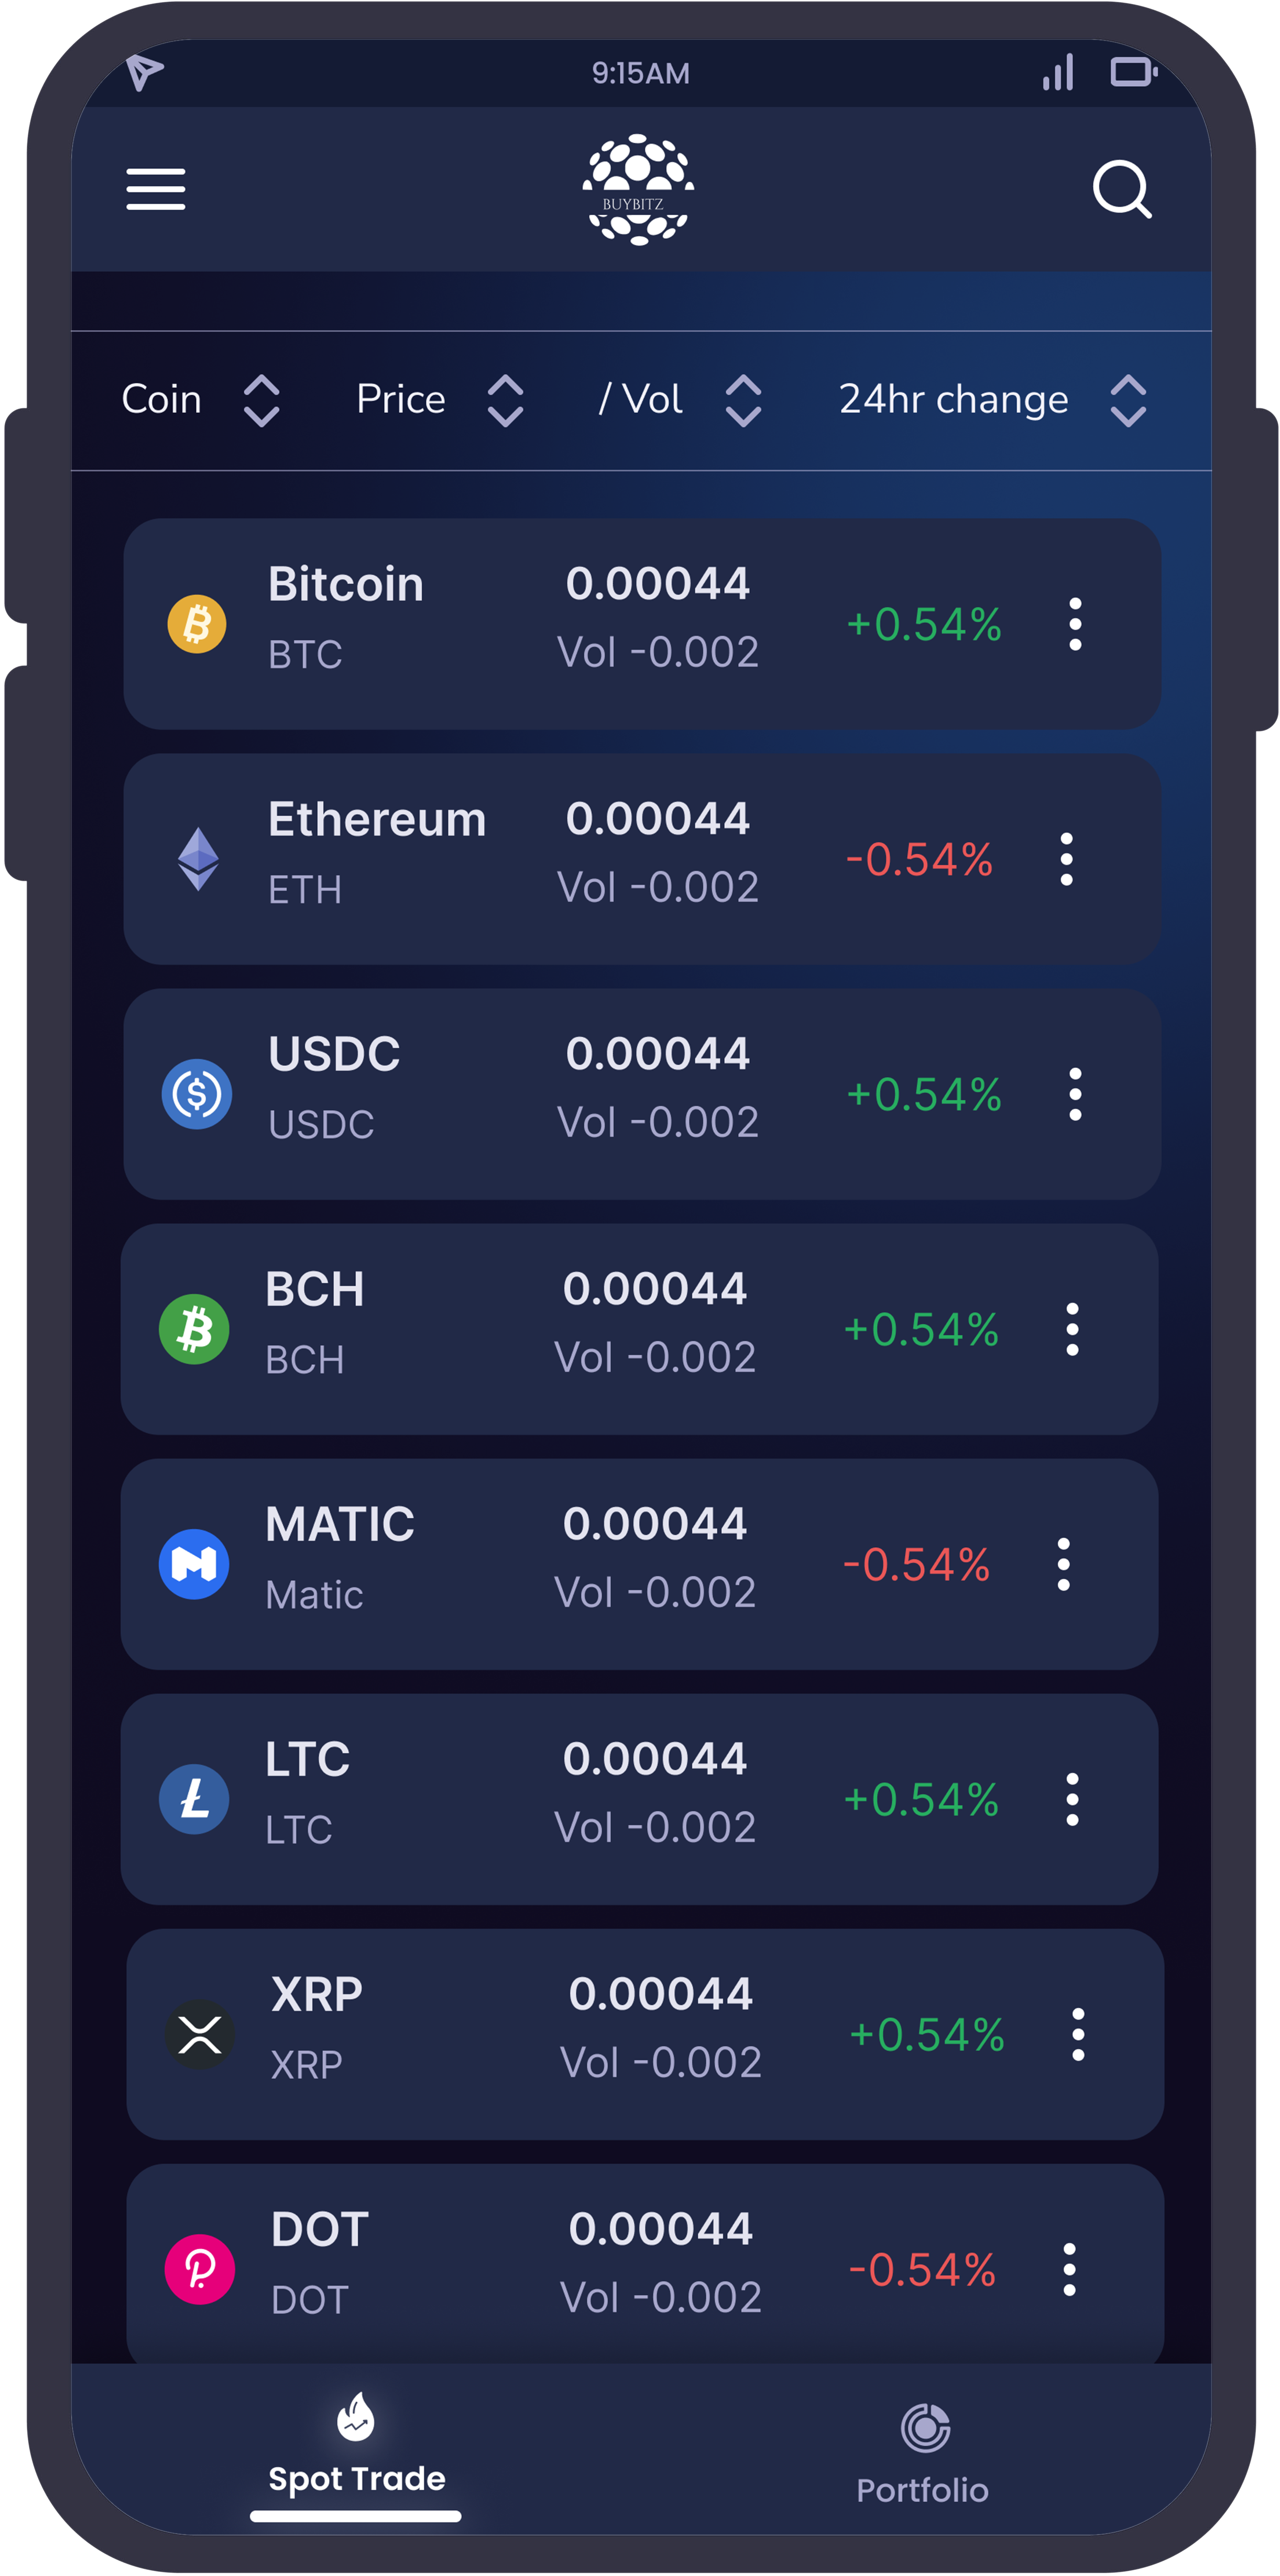 9:15AM
BUYBITZ
Coin Price / Vol 24hr change
Bitcoin 0.00044
+0.54%
BTC Vol -0.002
Ethereum 0.00044
-0.54%
ETH Vol -0.002
USDC 0.00044
+0.54%
USDC Vol -0.002
BCH 0.00044
+0.54%
BCH Vol -0.002
MATIC 0.00044
-0.54%
Matic Vol -0.002
LTC 0.00044
+0.54%
LTC Vol -0.002
XRP 0.00044
+0.54%
XRP Vol -0.002
DOT 0.00044
-0.54%
DOT Vol -0.002
Spot Trade Portfolio